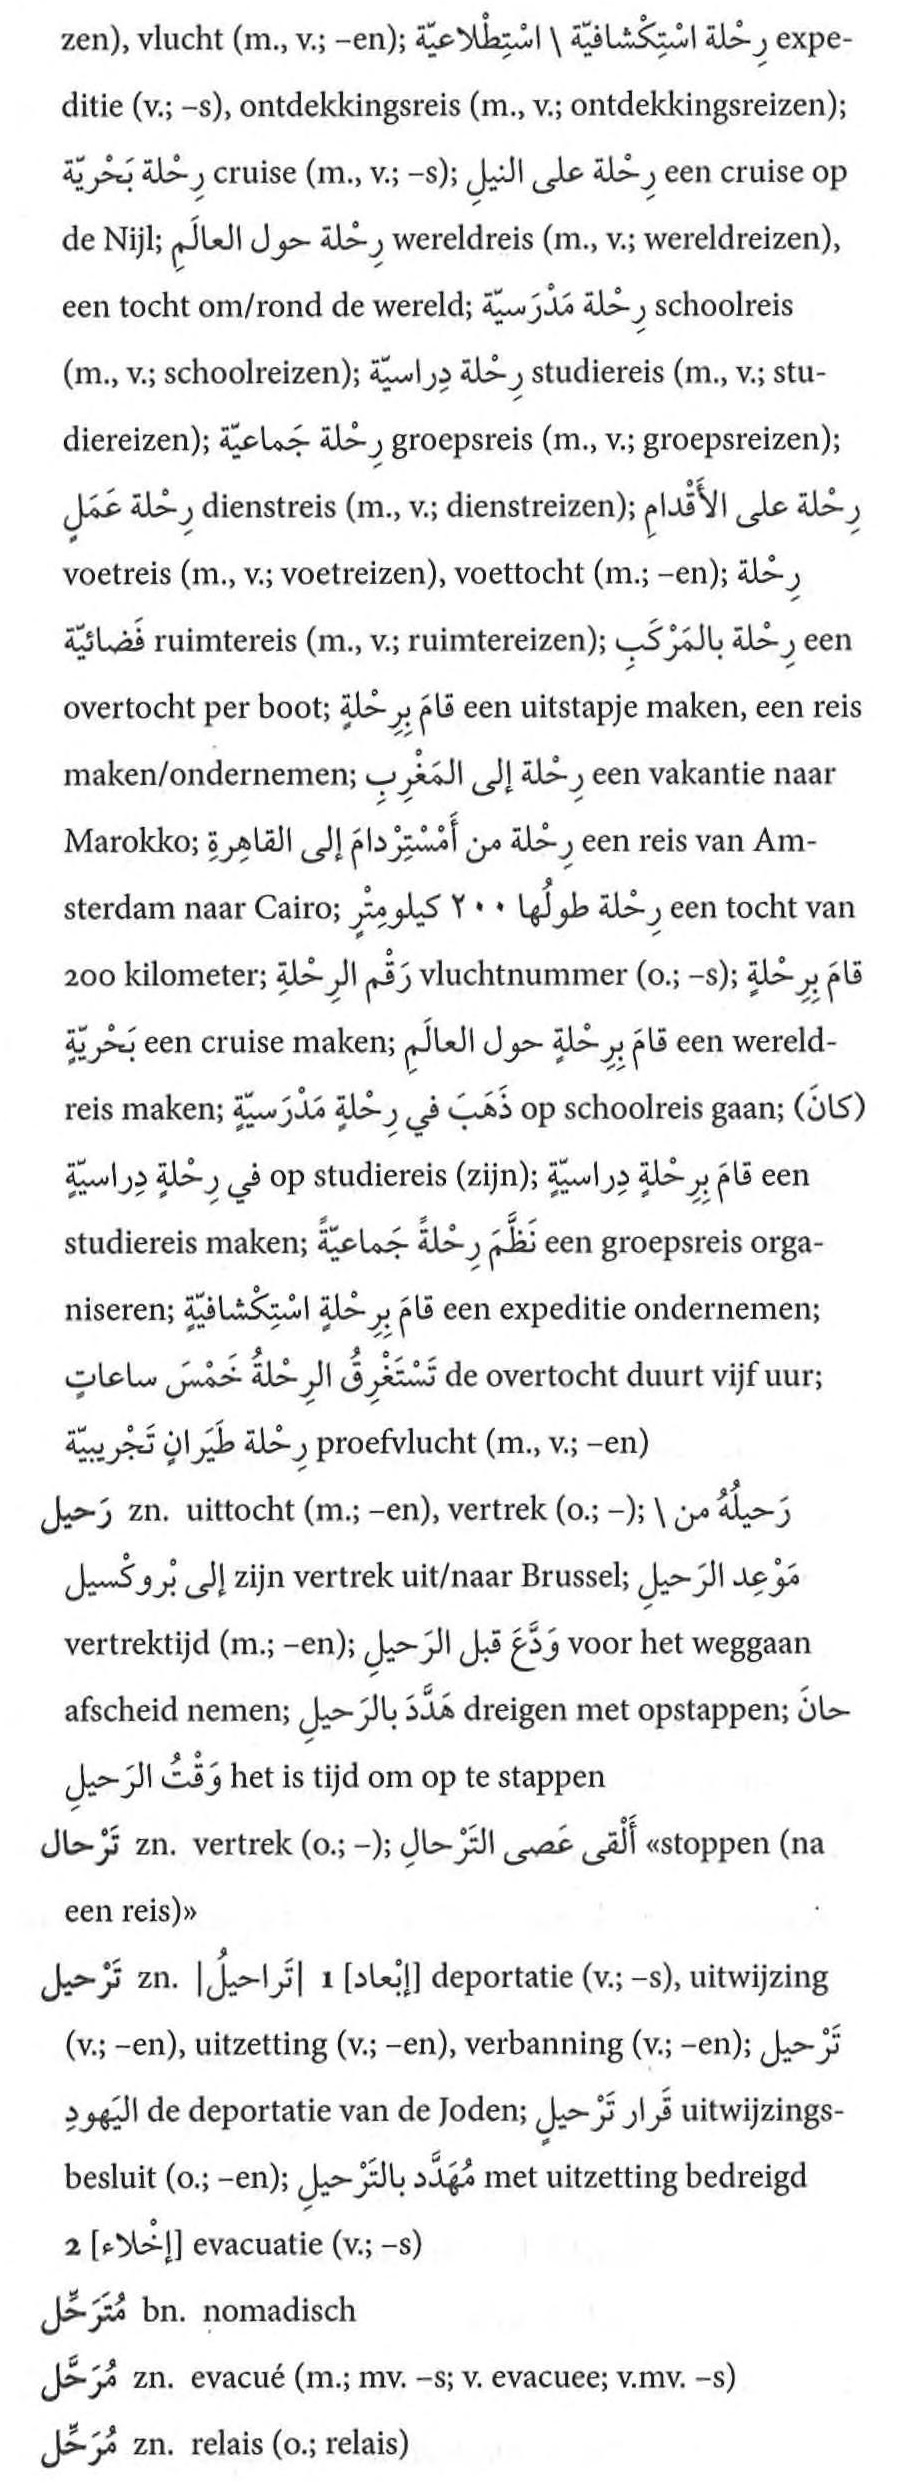 zen), vlucht (m., v.; –en); رِحْلة اسْتِكْشافيّة \ اسْتِطْلاعيّة expe-
ditie (v.; –s), ontdekkingsreis (m., v.; ontdekkingsreizen);
رِحْلة بَحْريّة cruise (m., v.; –s); رِحْلة على النيلِ een cruise op
de Nijl; رِحْلة حول العالَمِ wereldreis (m., v.; wereldreizen),
een tocht om/rond de wereld; رِحْلة مَدْرَسيّة schoolreis
(m., v.; schoolreizen); رِحْلة دِراسيّة studiereis (m., v.; stu-
diereizen); رِحْلة جَماعيّة groepsreis (m., v.; groepsreizen);
رِحْلة عَمَلٍ dienstreis (m., v.; dienstreizen); رِحْلة على الأَقْدامِ
voetreis (m., v.; voetreizen), voettocht (m.; –en); رِحْلة
فَضائيّة ruimtereis (m., v.; ruimtereizen); رِحْلة بالمَرْكَبِ een
overtocht per boot; قامَ بِرِحْلةٍ een uitstapje maken, een reis
maken/ondernemen; رِحْلة إلى المَغْرِبِ een vakantie naar
Marokko; رِحْلة من أَمْسْتِرْدامَ إلى القاهِرةِ een reis van Am-
sterdam naar Cairo; رِحْلة طولُها ٢٠٠ كيلومِتْرٍ een tocht van
200 kilometer; رَقْم الرِحْلةِ vluchtnummer (o.; –s); قامَ بِرِحْلةٍ
بَحْريّةٍ een cruise maken; قامَ بِرِحْلةٍ حول العالَمِ een wereld-
reis maken; ذَهَبَ في رِحْلةٍ مَدْرَسيّةٍ op schoolreis gaan; (كانَ)
في رِحْلةٍ دِراسيّةٍ op studiereis (zijn); قامَ بِرِحْلةٍ دِراسيّةٍ een
studiereis maken; نَظَّمَ رِحْلةً جَماعيّةً een groepsreis orga-
niseren; قامَ بِرِحْلةٍ اسْتِكْشافيّةٍ een expeditie ondernemen;
تَسْتَغْرِقُ الرِحْلةُ خَمْسَ ساعاتٍ de overtocht duurt vijf uur;
رِحْلة طَيَرانٍ تَجْريبيّة proefvlucht (m., v.; –en)
رَحيل zn. uittocht (m.; –en), vertrek (o.; –); رَحيلُهُ من \
إلى بْروكْسيل zijn vertrek uit/naar Brussel; مَوْعِد الرَحيلِ
vertrektijd (m.; –en); وَدَّعَ قبل الرَحيلِ voor het weggaan
afscheid nemen; هَدَّدَ بالرَحيلِ dreigen met opstappen; حانَ
وَقْتُ الرَحيلِ het is tijd om op te stappen
تَرْحال zn. vertrek (o.; –); أَلْقى عَصى التَرْحالِ «stoppen (na
een reis)»
تَرْحيل zn. |تَراحيلُ| 1 [إبْعاد] deportatie (v.; –s), uitwijzing
(v.; –en), uitzetting (v.; –en), verbanning (v.; –en); تَرْحيل
اليَهودِ de deportatie van de Joden; قَرار تَرْحيلٍ uitwijzings-
besluit (o.; –en); مُهَدَّد بالتَرْحيلِ met uitzetting bedreigd
2 [إخْلاء] evacuatie (v.; –s)
مُتَرَحِّل bn. nomadisch
مُرَحَّل zn. evacué (m.; mv. –s; v. evacuee; v.mv. –s)
مُرَحِّل zn. relais (o.; relais)